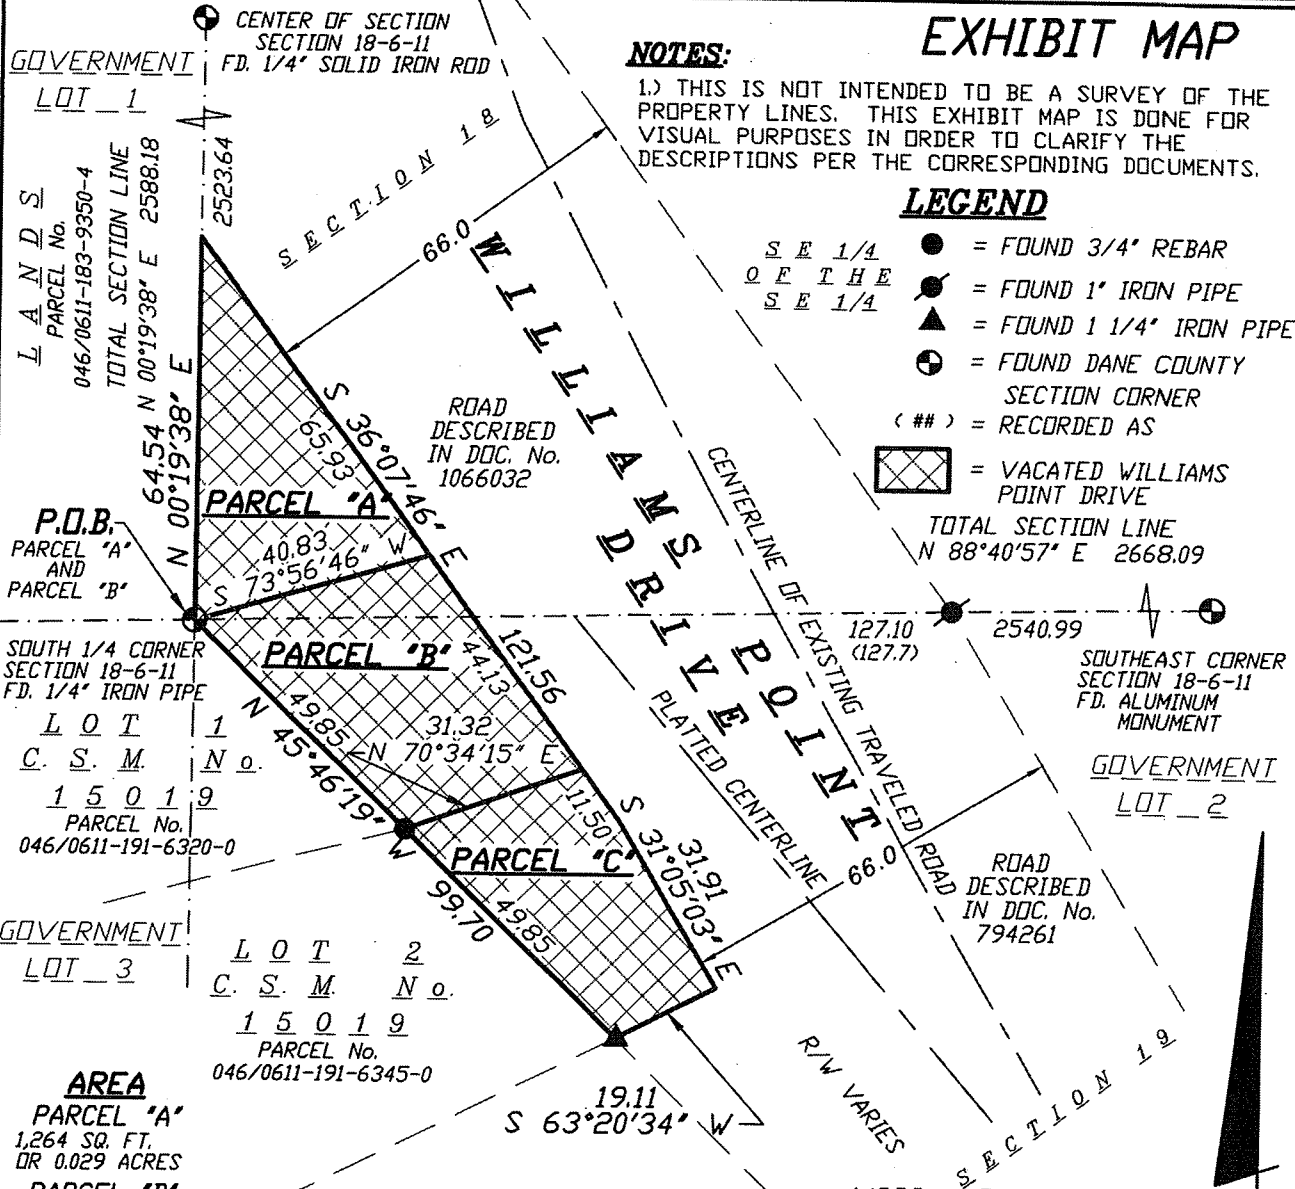 CENTER OF SECTION
SECTION 18-6-11
FD. 1/4" SOLID IRON ROD
GOVERNMENT
LOT 1
EXHIBIT MAP
NOTES:
1.) THIS IS NOT INTENDED TO BE A SURVEY OF THE
PROPERTY LINES. THIS EXHIBIT MAP IS DONE FOR
VISUAL PURPOSES IN ORDER TO CLARIFY THE
DESCRIPTIONS PER THE CORRESPONDING DOCUMENTS.
LEGEND
= FOUND 3/4" REBAR
= FOUND 1" IRON PIPE
= FOUND 1 1/4" IRON PIPE
= FOUND DANE COUNTY
SECTION CORNER
( ## ) = RECORDED AS
= VACATED WILLIAMS
POINT DRIVE
TOTAL SECTION LINE
N 88°40'57" E 2668.09
SE 1/4
OF THE
SE 1/4
SECTION 18
LANDS
PARCEL No.
046/0611-183-9350-4
TOTAL SECTION LINE
N 00°19'38" E 2588.18
2523.64
64.54
N 00°19'38" E
66.0
WILLIAMS POINT
DRIVE
ROAD
DESCRIBED
IN DOC. No.
1066032
S 36°07'46" E
65.93
PARCEL "A"
40.83
S 73°56'46" W
P.O.B.
PARCEL "A"
AND
PARCEL "B"
SOUTH 1/4 CORNER
SECTION 18-6-11
FD. 1/4" IRON PIPE
PARCEL "B"
121.56
44.13
31.32
N 70°34'15" E
49.85
N 45°46'19" W
99.70
11.50
PARCEL "C"
49.85
31.91
S 31°05'03" E
CENTERLINE OF EXISTING TRAVELED ROAD
PLATTED CENTERLINE
127.10
(127.7)
2540.99
SOUTHEAST CORNER
SECTION 18-6-11
FD. ALUMINUM
MONUMENT
GOVERNMENT
LOT 2
66.0
ROAD
DESCRIBED
IN DOC. No.
794261
LOT 1
C.S.M. No.
15019
PARCEL No.
046/0611-191-6320-0
GOVERNMENT
LOT 3
LOT 2
C.S.M. No.
15019
PARCEL No.
046/0611-191-6345-0
19.11
S 63°20'34" W
R/W VARIES
SECTION 19
AREA
PARCEL "A"
1,264 SQ. FT.
OR 0.029 ACRES
PARCEL "B"